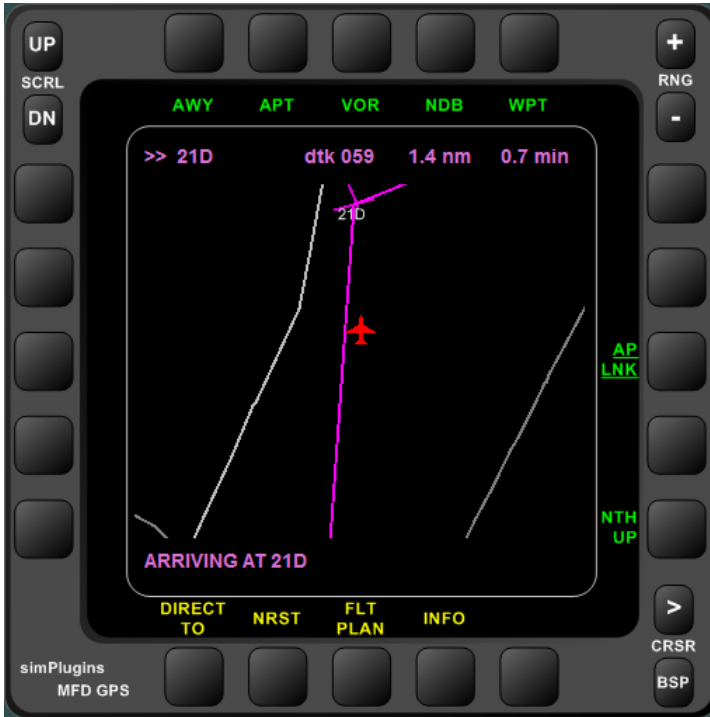 UP
SCRL
DN
+
RNG
-
AWY APT VOR NDB WPT
>> 21D dtk 059 1.4 nm 0.7 min
21D
AP
LNK
NTH
UP
ARRIVING AT 21D
DIRECT
TO
NRST
FLT
PLAN
INFO
>
CRSR
BSP
simPlugins
MFD GPS